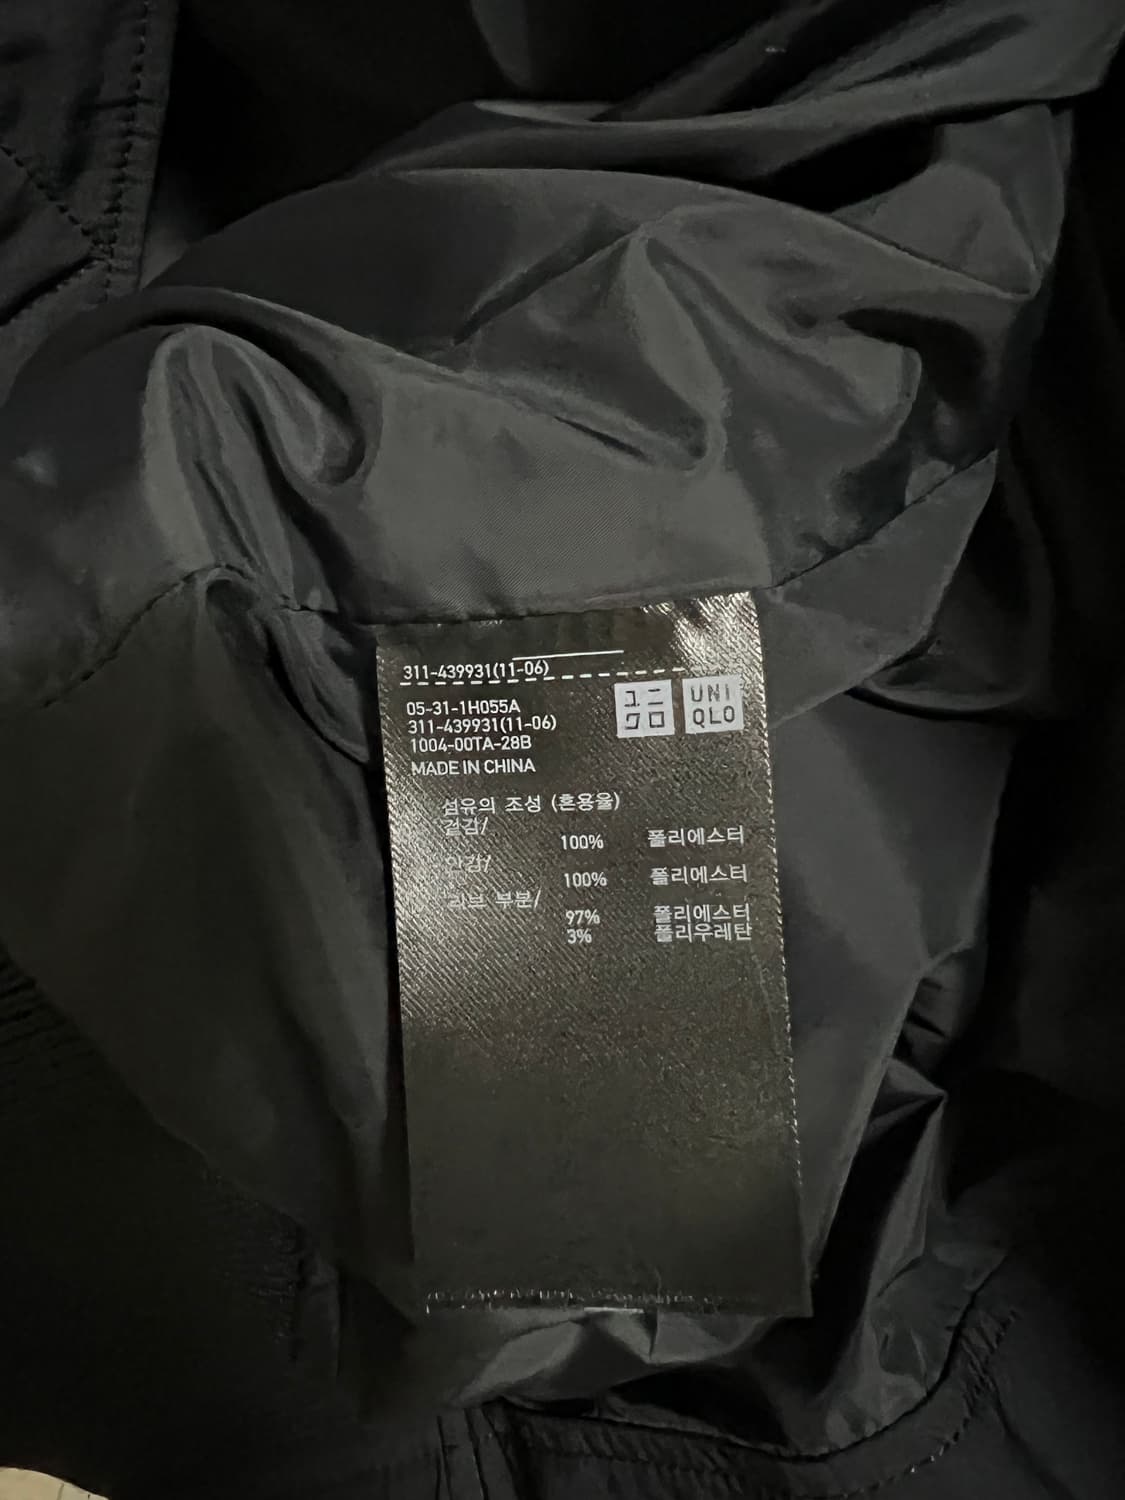 311-439931(11-06)
ユニ
クロ
UNI
QLO
05-31-1H055A
311-439931(11-06)
1004-00TA-28B
MADE IN CHINA
섬유의 조성 (혼용율)
겉감/
100% 폴리에스터
안감/
100% 폴리에스터
리브 부분/
97% 폴리에스터
3% 폴리우레탄